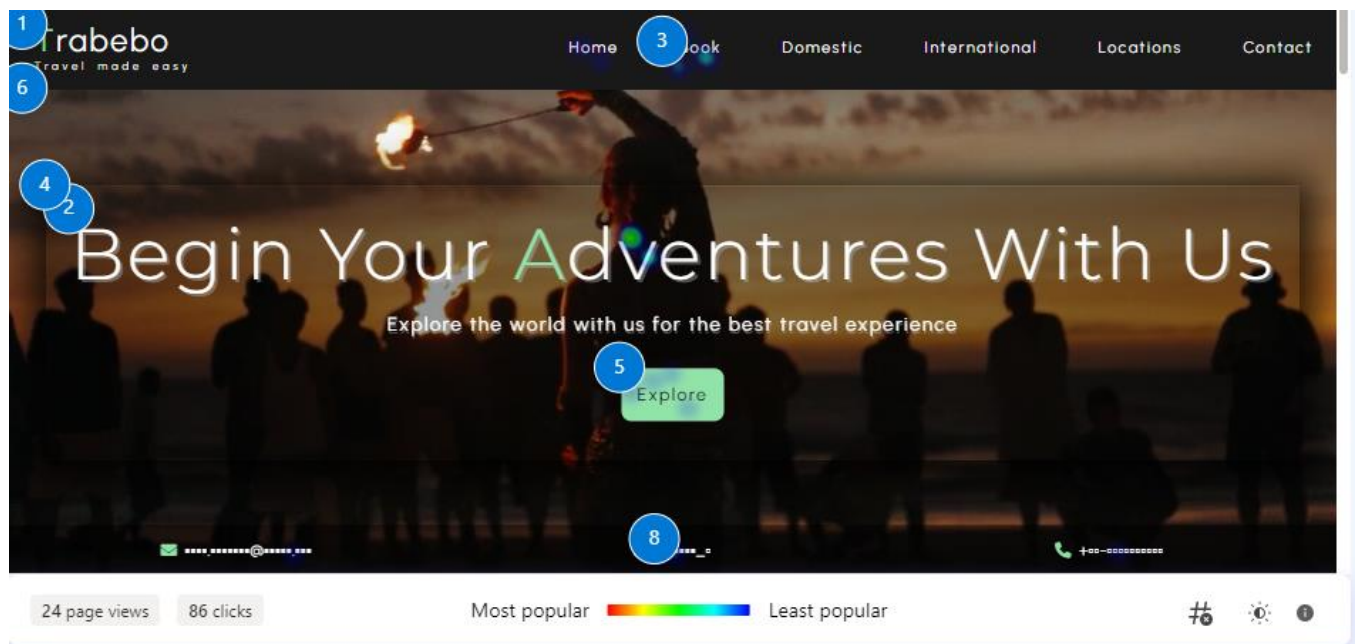 1
Trabebo
Travel made easy
6
Home
3
Book
Domestic
International
Locations
Contact
4
2
Begin Your Adventures With Us
Explore the world with us for the best travel experience
5
Explore
8
24 page views
86 clicks
Most popular
Least popular